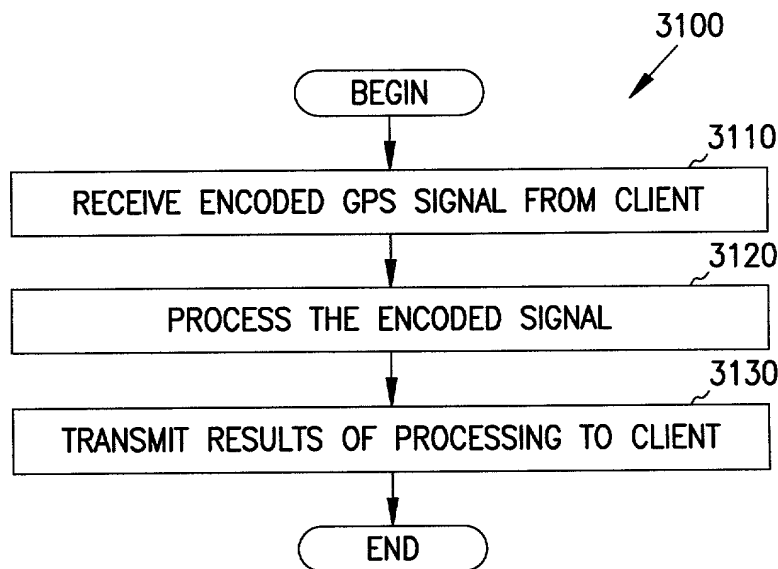 3100
BEGIN
3110
RECEIVE ENCODED GPS SIGNAL FROM CLIENT
3120
PROCESS THE ENCODED SIGNAL
3130
TRANSMIT RESULTS OF PROCESSING TO CLIENT
END